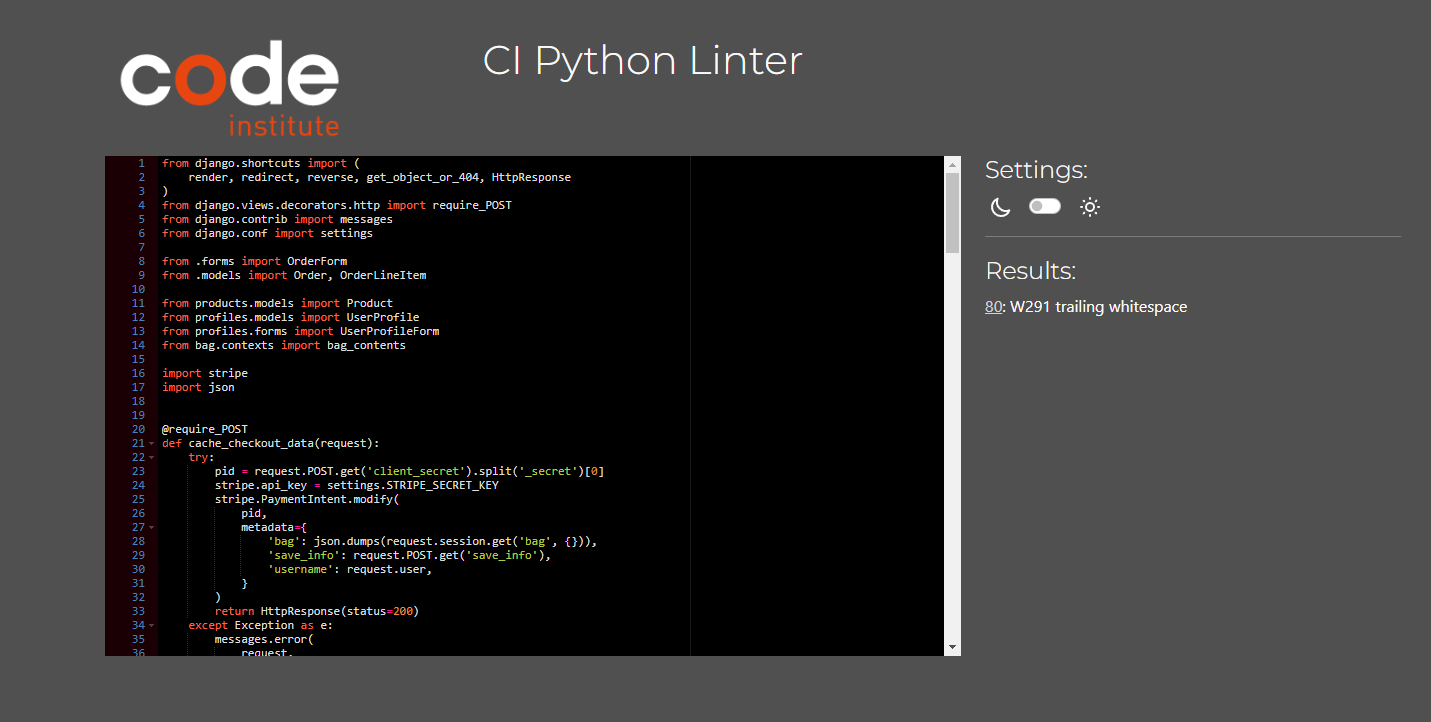 code
institute
CI Python Linter
1 from django.shortcuts import (
2     render, redirect, reverse, get_object_or_404, HttpResponse
3 )
4 from django.views.decorators.http import require_POST
5 from django.contrib import messages
6 from django.conf import settings
7
8 from .forms import OrderForm
9 from .models import Order, OrderLineItem
10
11 from products.models import Product
12 from profiles.models import UserProfile
13 from profiles.forms import UserProfileForm
14 from bag.contexts import bag_contents
15
16 import stripe
17 import json
18
19
20 @require_POST
21 def cache_checkout_data(request):
22     try:
23         pid = request.POST.get('client_secret').split('_secret')[0]
24         stripe.api_key = settings.STRIPE_SECRET_KEY
25         stripe.PaymentIntent.modify(
26             pid,
27             metadata={
28                 'bag': json.dumps(request.session.get('bag', {})),
29                 'save_info': request.POST.get('save_info'),
30                 'username': request.user,
31             }
32         )
33         return HttpResponse(status=200)
34     except Exception as e:
35         messages.error(
36             request,
Settings:
Results:
80: W291 trailing whitespace